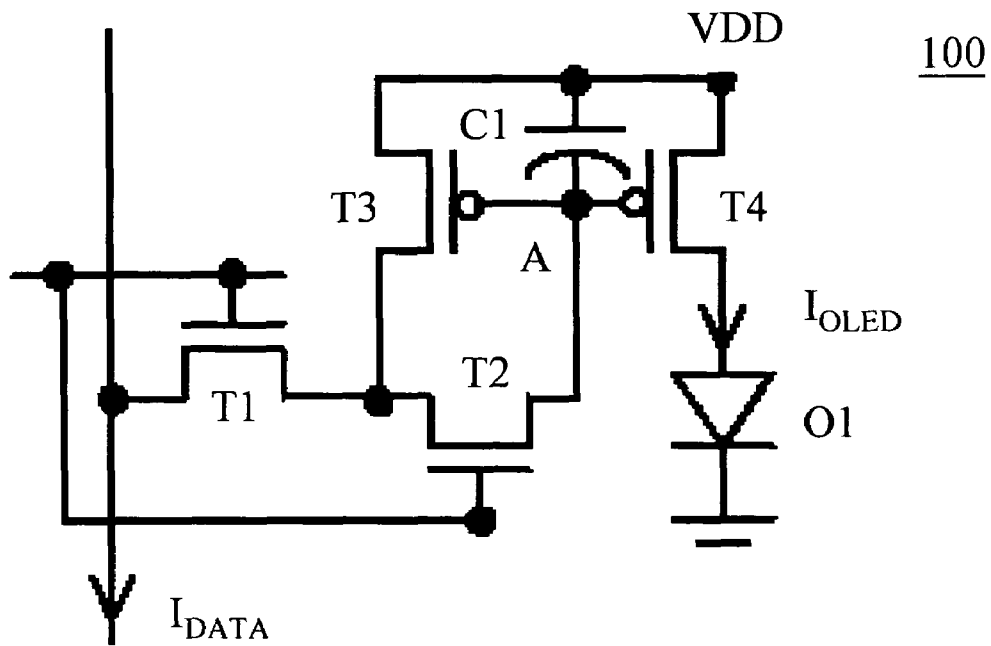 VDD
100
C1
T3
T4
A
I_OLED
T2
T1
O1
I_DATA